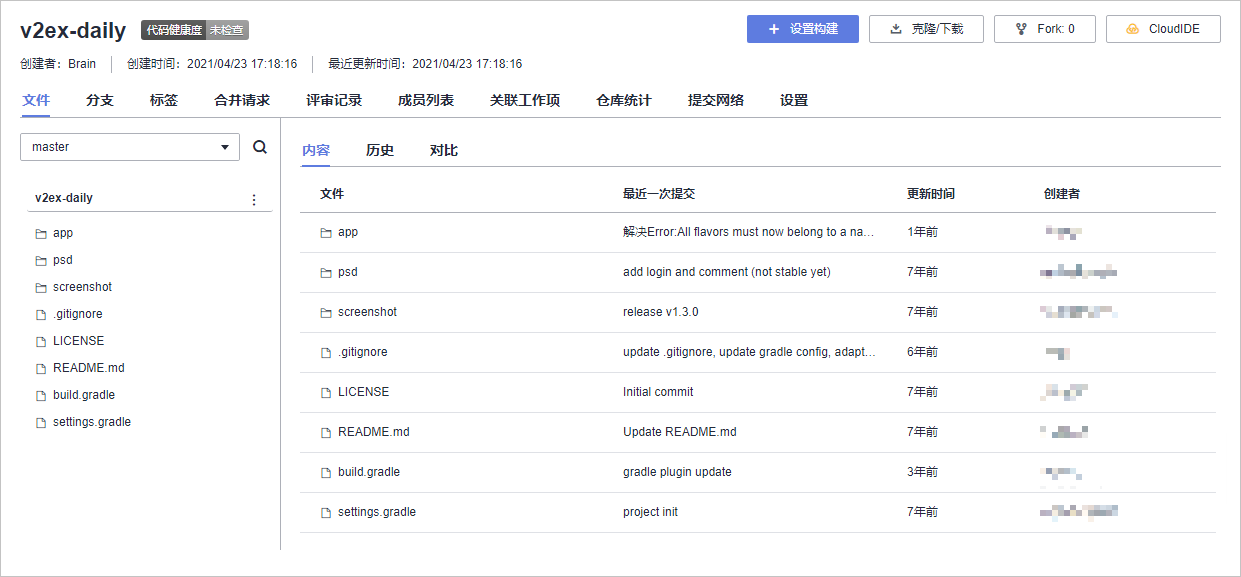 v2ex-daily 代码健康度 未检查 设置构建 克隆/下载 Fork: 0 CloudIDE
创建者: Brain 创建时间: 2021/04/23 17:18:16 最近更新时间: 2021/04/23 17:18:16
文件 分支 标签 合并请求 评审记录 成员列表 关联工作项 仓库统计 提交网络 设置
master
v2ex-daily
app
psd
screenshot
.gitignore
LICENSE
README.md
build.gradle
settings.gradle
内容 历史 对比
文件 最近一次提交 更新时间 创建者
app 解决Error:All flavors must now belong to a na… 1年前
psd add login and comment (not stable yet) 7年前
screenshot release v1.3.0 7年前
.gitignore update .gitignore, update gradle config, adapt… 6年前
LICENSE Initial commit 7年前
README.md Update README.md 7年前
build.gradle gradle plugin update 3年前
settings.gradle project init 7年前